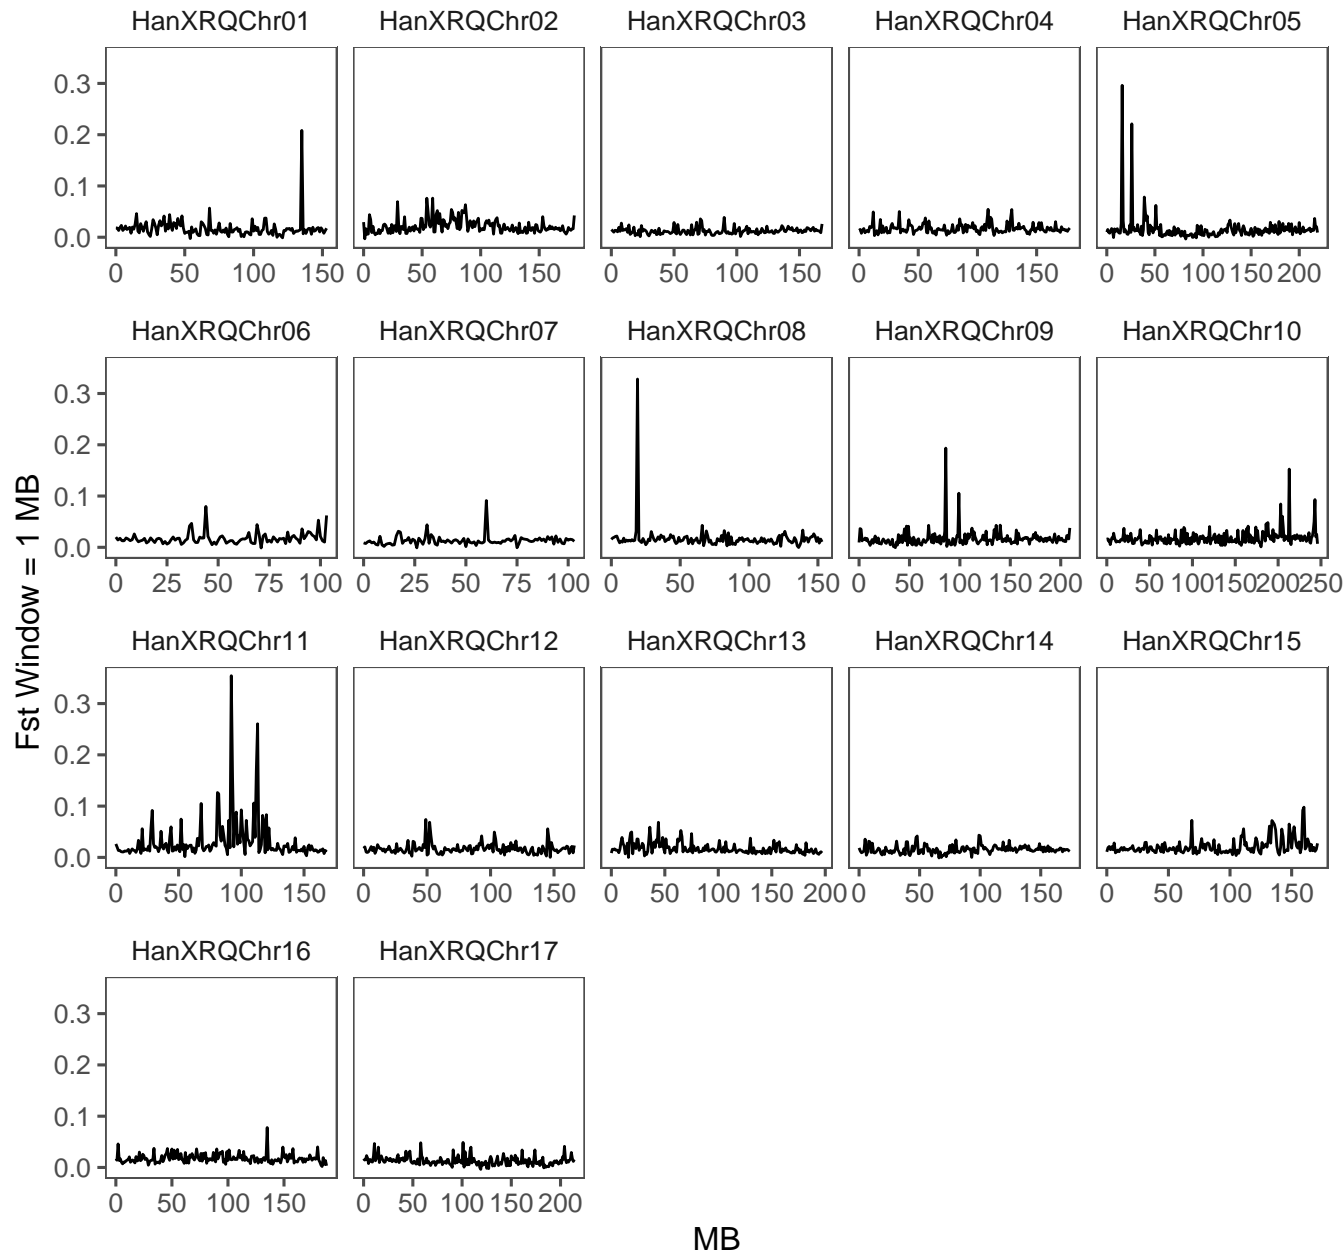 HanXRQChr01 HanXRQChr02 HanXRQChr03 HanXRQChr04 HanXRQChr05
0.3
0.2
0.1
0.0
0 50 100 150 0 50 100 150 0 50 100 150 0 50 100 150 0 50 100 150 200
HanXRQChr06 HanXRQChr07 HanXRQChr08 HanXRQChr09 HanXRQChr10
0.3
0.2
0.1
0.0
0 25 50 75 100 0 25 50 75 100 0 50 100 150 0 50 100 150 200 0 50 100 150 200 250
Fst Window = 1 MB
HanXRQChr11 HanXRQChr12 HanXRQChr13 HanXRQChr14 HanXRQChr15
0.3
0.2
0.1
0.0
0 50 100 150 0 50 100 150 0 50 100 150 200 0 50 100 150 0 50 100 150
HanXRQChr16 HanXRQChr17
0.3
0.2
0.1
0.0
0 50 100 150 0 50 100 150 200
MB